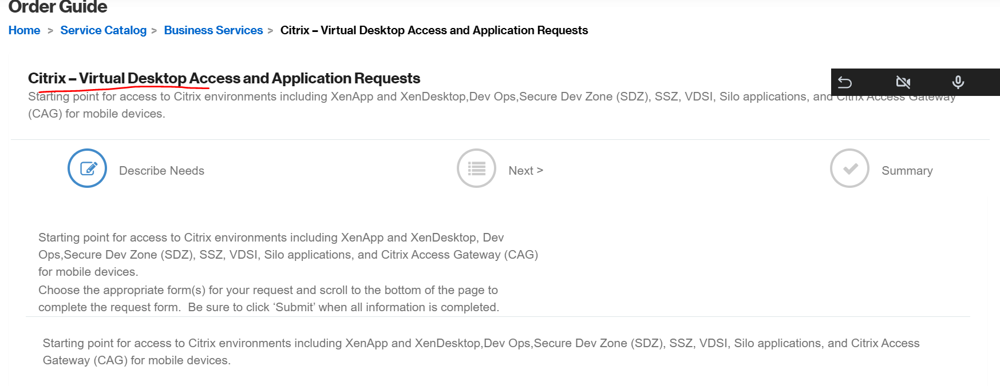 Order Guide
Home > Service Catalog > Business Services > Citrix – Virtual Desktop Access and Application Requests
Citrix – Virtual Desktop Access and Application Requests
Starting point for access to Citrix environments including XenApp and XenDesktop,Dev Ops,Secure Dev Zone (SDZ), SSZ, VDSI, Silo applications, and Citrix Access Gateway
(CAG) for mobile devices.
Describe Needs
Next >
Summary
Starting point for access to Citrix environments including XenApp and XenDesktop, Dev
Ops,Secure Dev Zone (SDZ), SSZ, VDSI, Silo applications, and Citrix Access Gateway (CAG)
for mobile devices.
Choose the appropriate form(s) for your request and scroll to the bottom of the page to
complete the request form.  Be sure to click ‘Submit’ when all information is completed.
Starting point for access to Citrix environments including XenApp and XenDesktop,Dev Ops,Secure Dev Zone (SDZ), SSZ, VDSI, Silo applications, and Citrix Access
Gateway (CAG) for mobile devices.